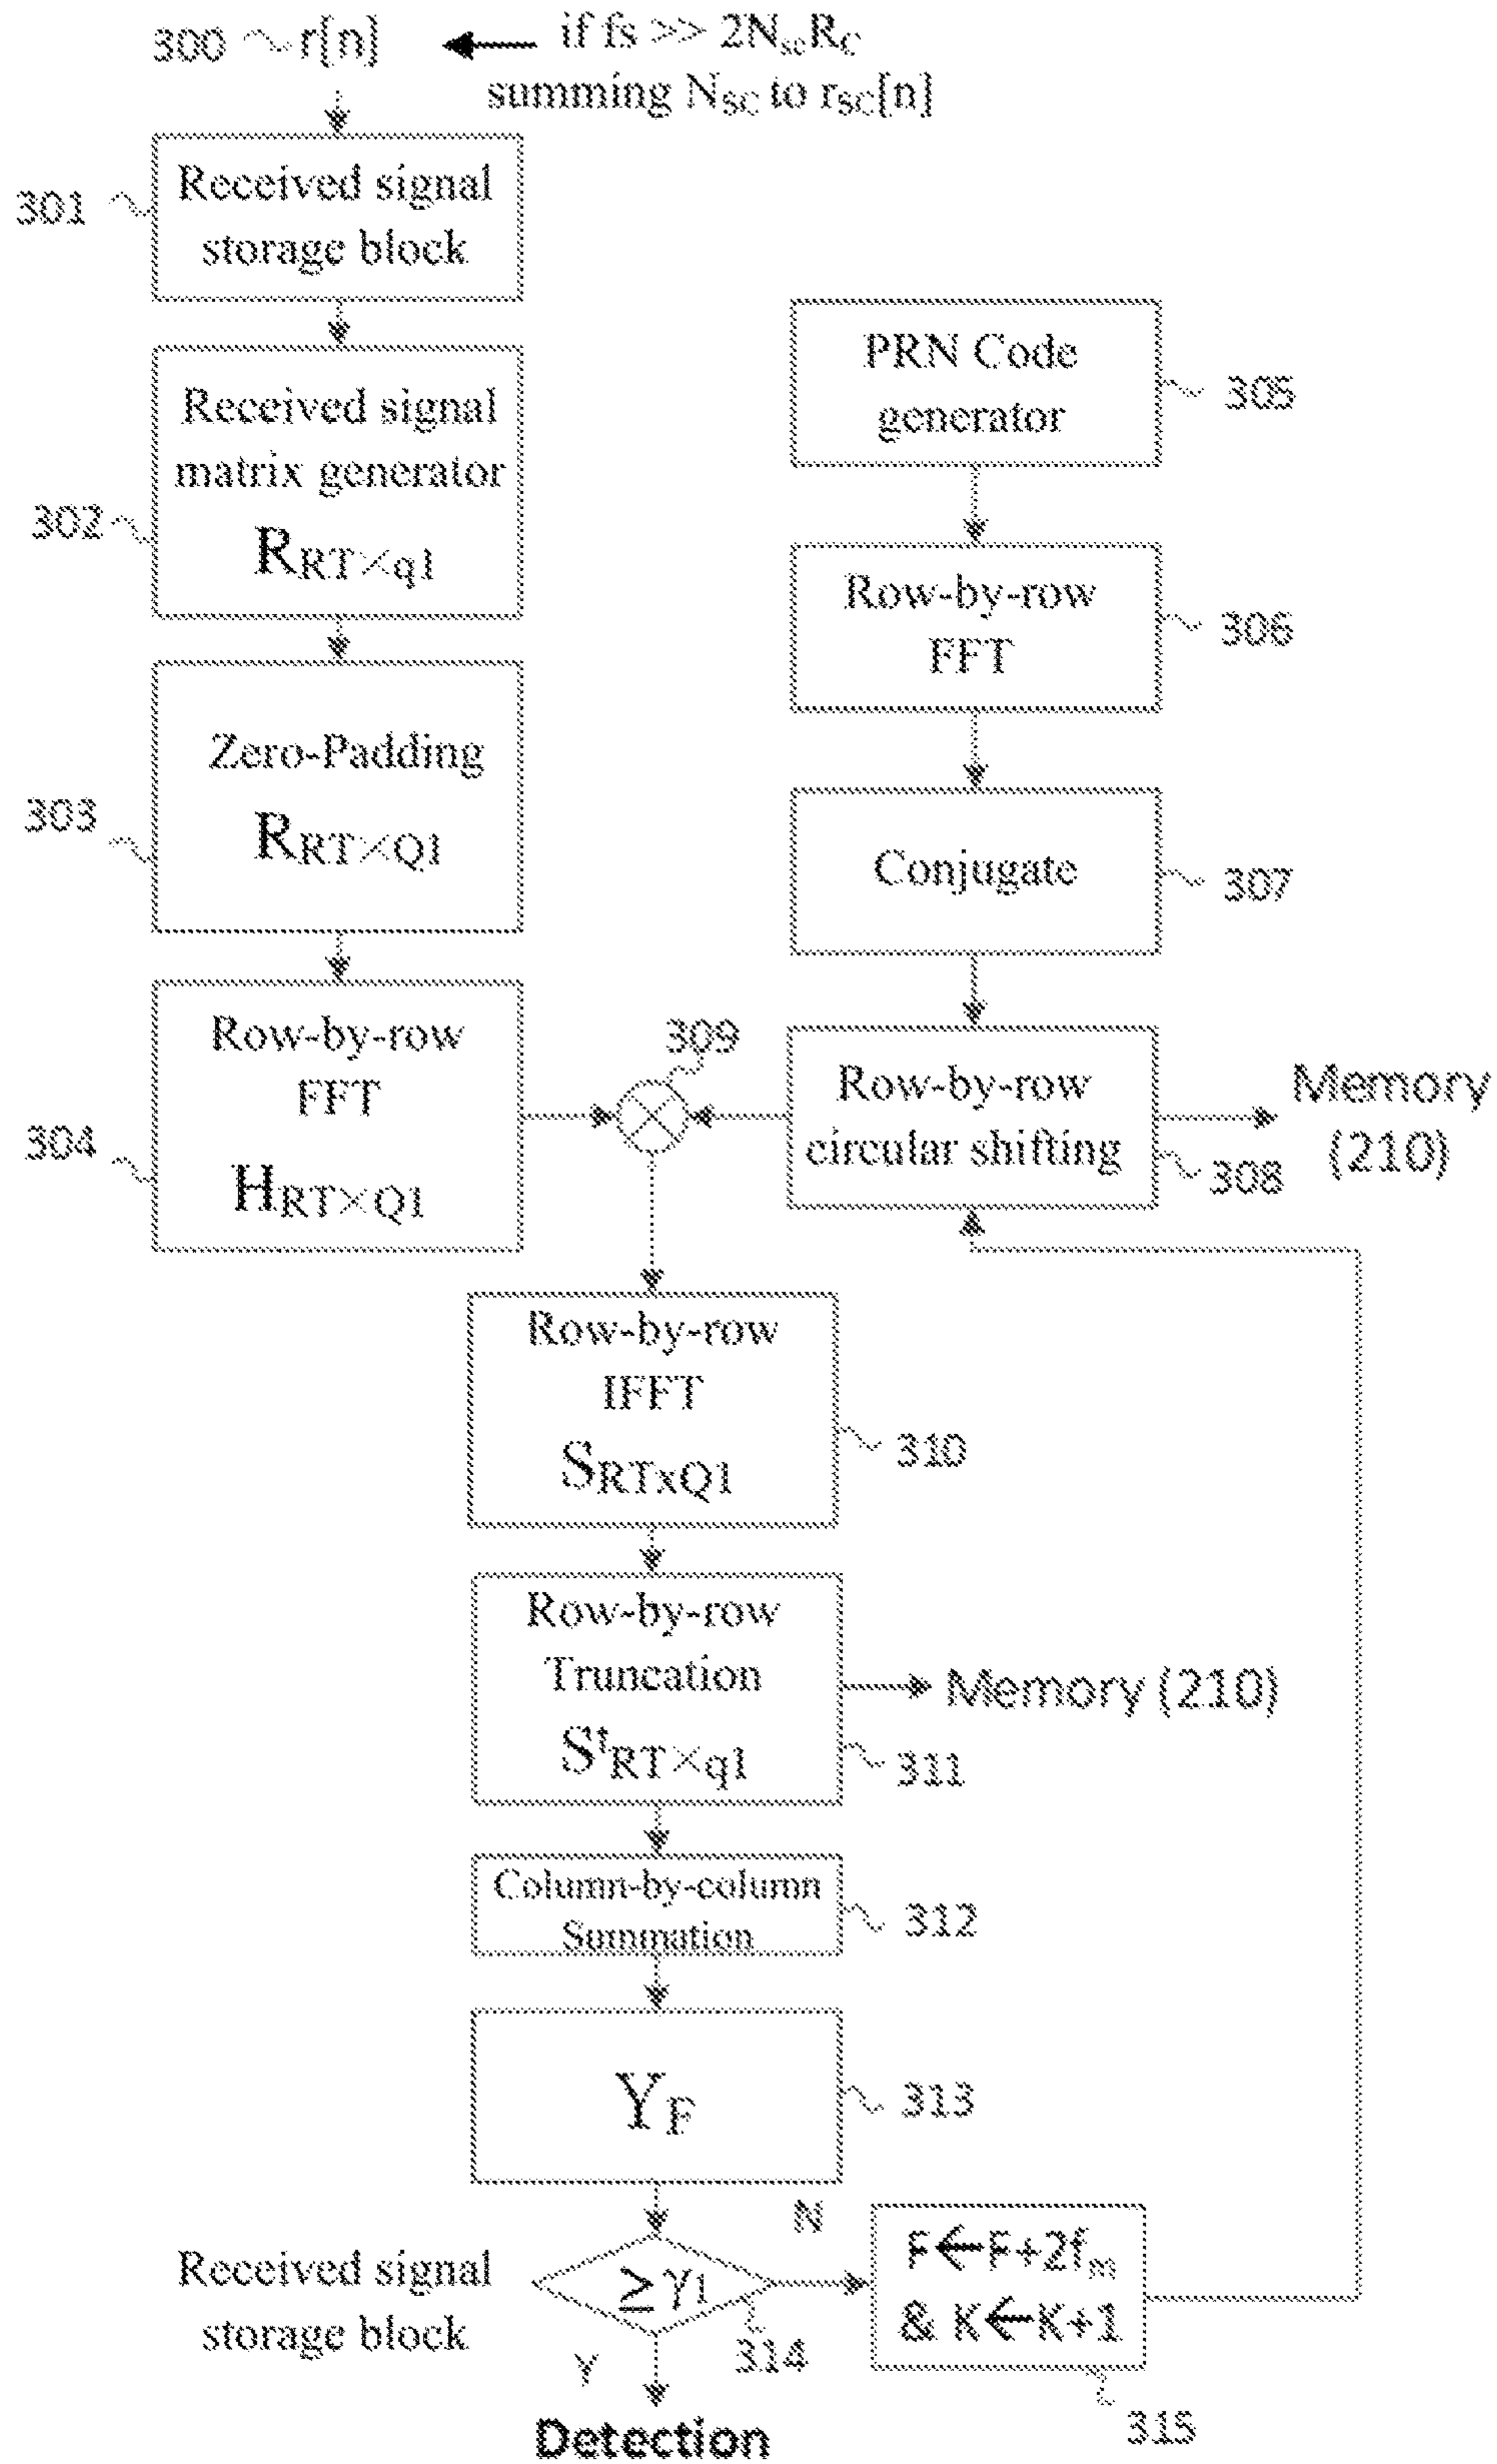 300 r[n] if fs >> 2NscRC
summing NSC to rSC[n]
301
Received signal
storage block
302
Received signal
matrix generator
RRT×q1
303
Zero-Padding
RRT×Q1
304
Row-by-row
FFT
HRT×Q1
PRN Code
generator
305
Row-by-row
FFT
306
Conjugate
307
309
Row-by-row
circular shifting
308
Memory
(210)
Row-by-row
IFFT
SRTxQ1
310
Row-by-row
Truncation
S'RT×q1
311
Memory (210)
Column-by-column
Summation
312
YF
313
Received signal
storage block
≥γ1
314
N
Y
F←F+2fm
& K←K+1
315
Detection